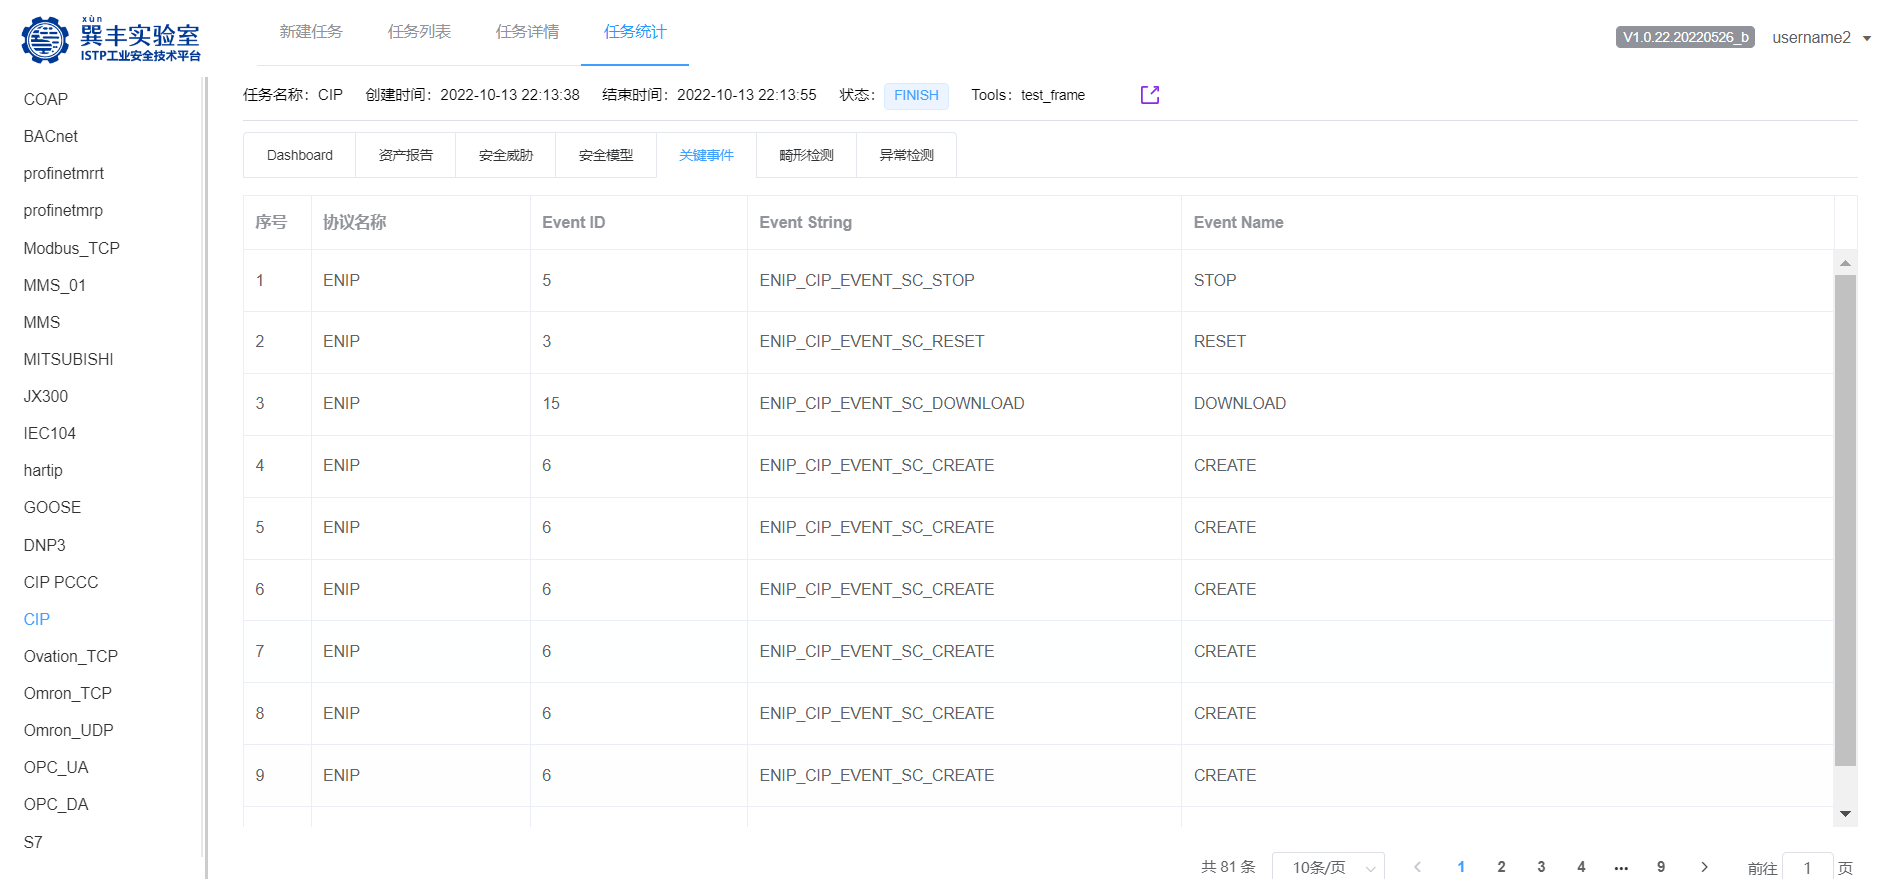 xùn
巽丰实验室
ISTP工业安全技术平台
新建任务 任务列表 任务详情 任务统计
V1.0.22.20220526_b username2
COAP
BACnet
profinetmrrt
profinetmrp
Modbus_TCP
MMS_01
MMS
MITSUBISHI
JX300
IEC104
hartip
GOOSE
DNP3
CIP PCCC
CIP
Ovation_TCP
Omron_TCP
Omron_UDP
OPC_UA
OPC_DA
S7
任务名称：CIP 创建时间：2022-10-13 22:13:38 结束时间：2022-10-13 22:13:55 状态： FINISH Tools：test_frame
Dashboard 资产报告 安全威胁 安全模型 关键事件 畸形检测 异常检测
序号 协议名称 Event ID Event String Event Name
1 ENIP 5 ENIP_CIP_EVENT_SC_STOP STOP
2 ENIP 3 ENIP_CIP_EVENT_SC_RESET RESET
3 ENIP 15 ENIP_CIP_EVENT_SC_DOWNLOAD DOWNLOAD
4 ENIP 6 ENIP_CIP_EVENT_SC_CREATE CREATE
5 ENIP 6 ENIP_CIP_EVENT_SC_CREATE CREATE
6 ENIP 6 ENIP_CIP_EVENT_SC_CREATE CREATE
7 ENIP 6 ENIP_CIP_EVENT_SC_CREATE CREATE
8 ENIP 6 ENIP_CIP_EVENT_SC_CREATE CREATE
9 ENIP 6 ENIP_CIP_EVENT_SC_CREATE CREATE
共 81 条 10条/页 1 2 3 4 ••• 9 前往 1 页